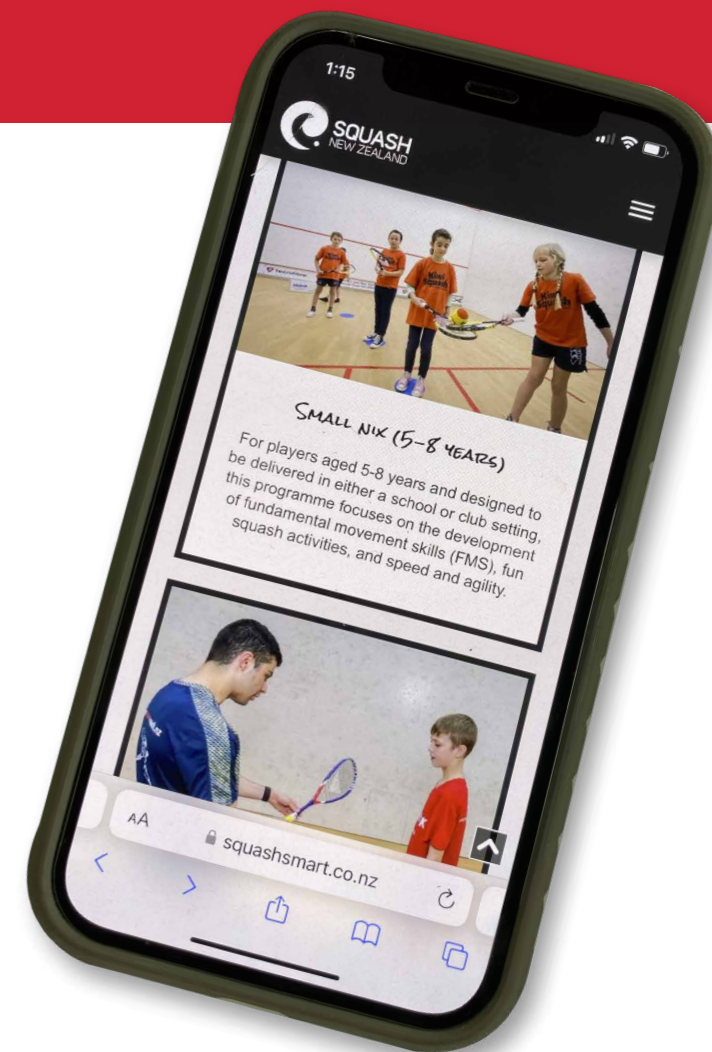 1:15
SQUASH
NEW ZEALAND
Kiwi
Squash
SMALL NIX (5-8 YEARS)
For players aged 5-8 years and designed to
be delivered in either a school or club setting,
this programme focuses on the development
of fundamental movement skills (FMS), fun
squash activities, and speed and agility.
AA
squashsmart.co.nz